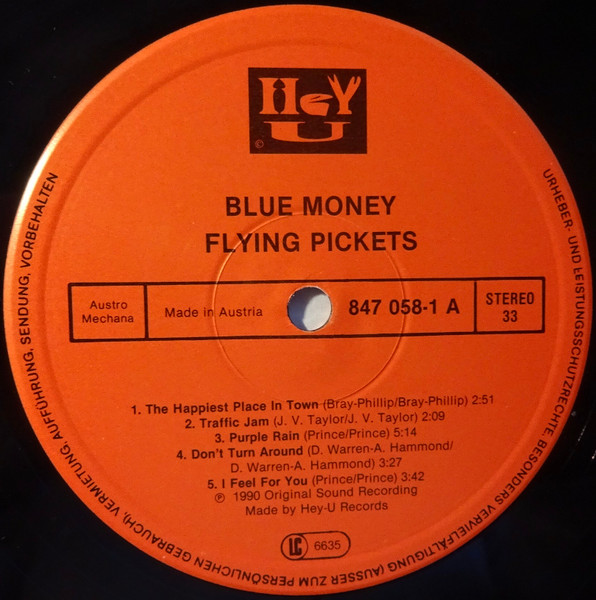 HeY
U
©
BLUE MONEY
FLYING PICKETS
Austro
Mechana
Made in Austria
847 058-1 A
STEREO
33
1. The Happiest Place In Town (Bray-Phillip/Bray-Phillip) 2:51
2. Traffic Jam (J. V. Taylor/J. V. Taylor) 2:09
3. Purple Rain (Prince/Prince) 5:14
4. Don't Turn Around (D. Warren-A. Hammond/
D. Warren-A. Hammond) 3:27
5. I Feel For You (Prince/Prince) 3:42
℗ 1990 Original Sound Recording
Made by Hey-U Records
LC 6635
URHEBER- UND LEISTUNGSSCHUTZRECHTE, BESONDERS VERVIELFÄLTIGUNG (AUSSER ZUM PERSÖNLICHEN GEBRAUCH), VERMIETUNG, AUFFÜHRUNG, SENDUNG, VORBEHALTEN